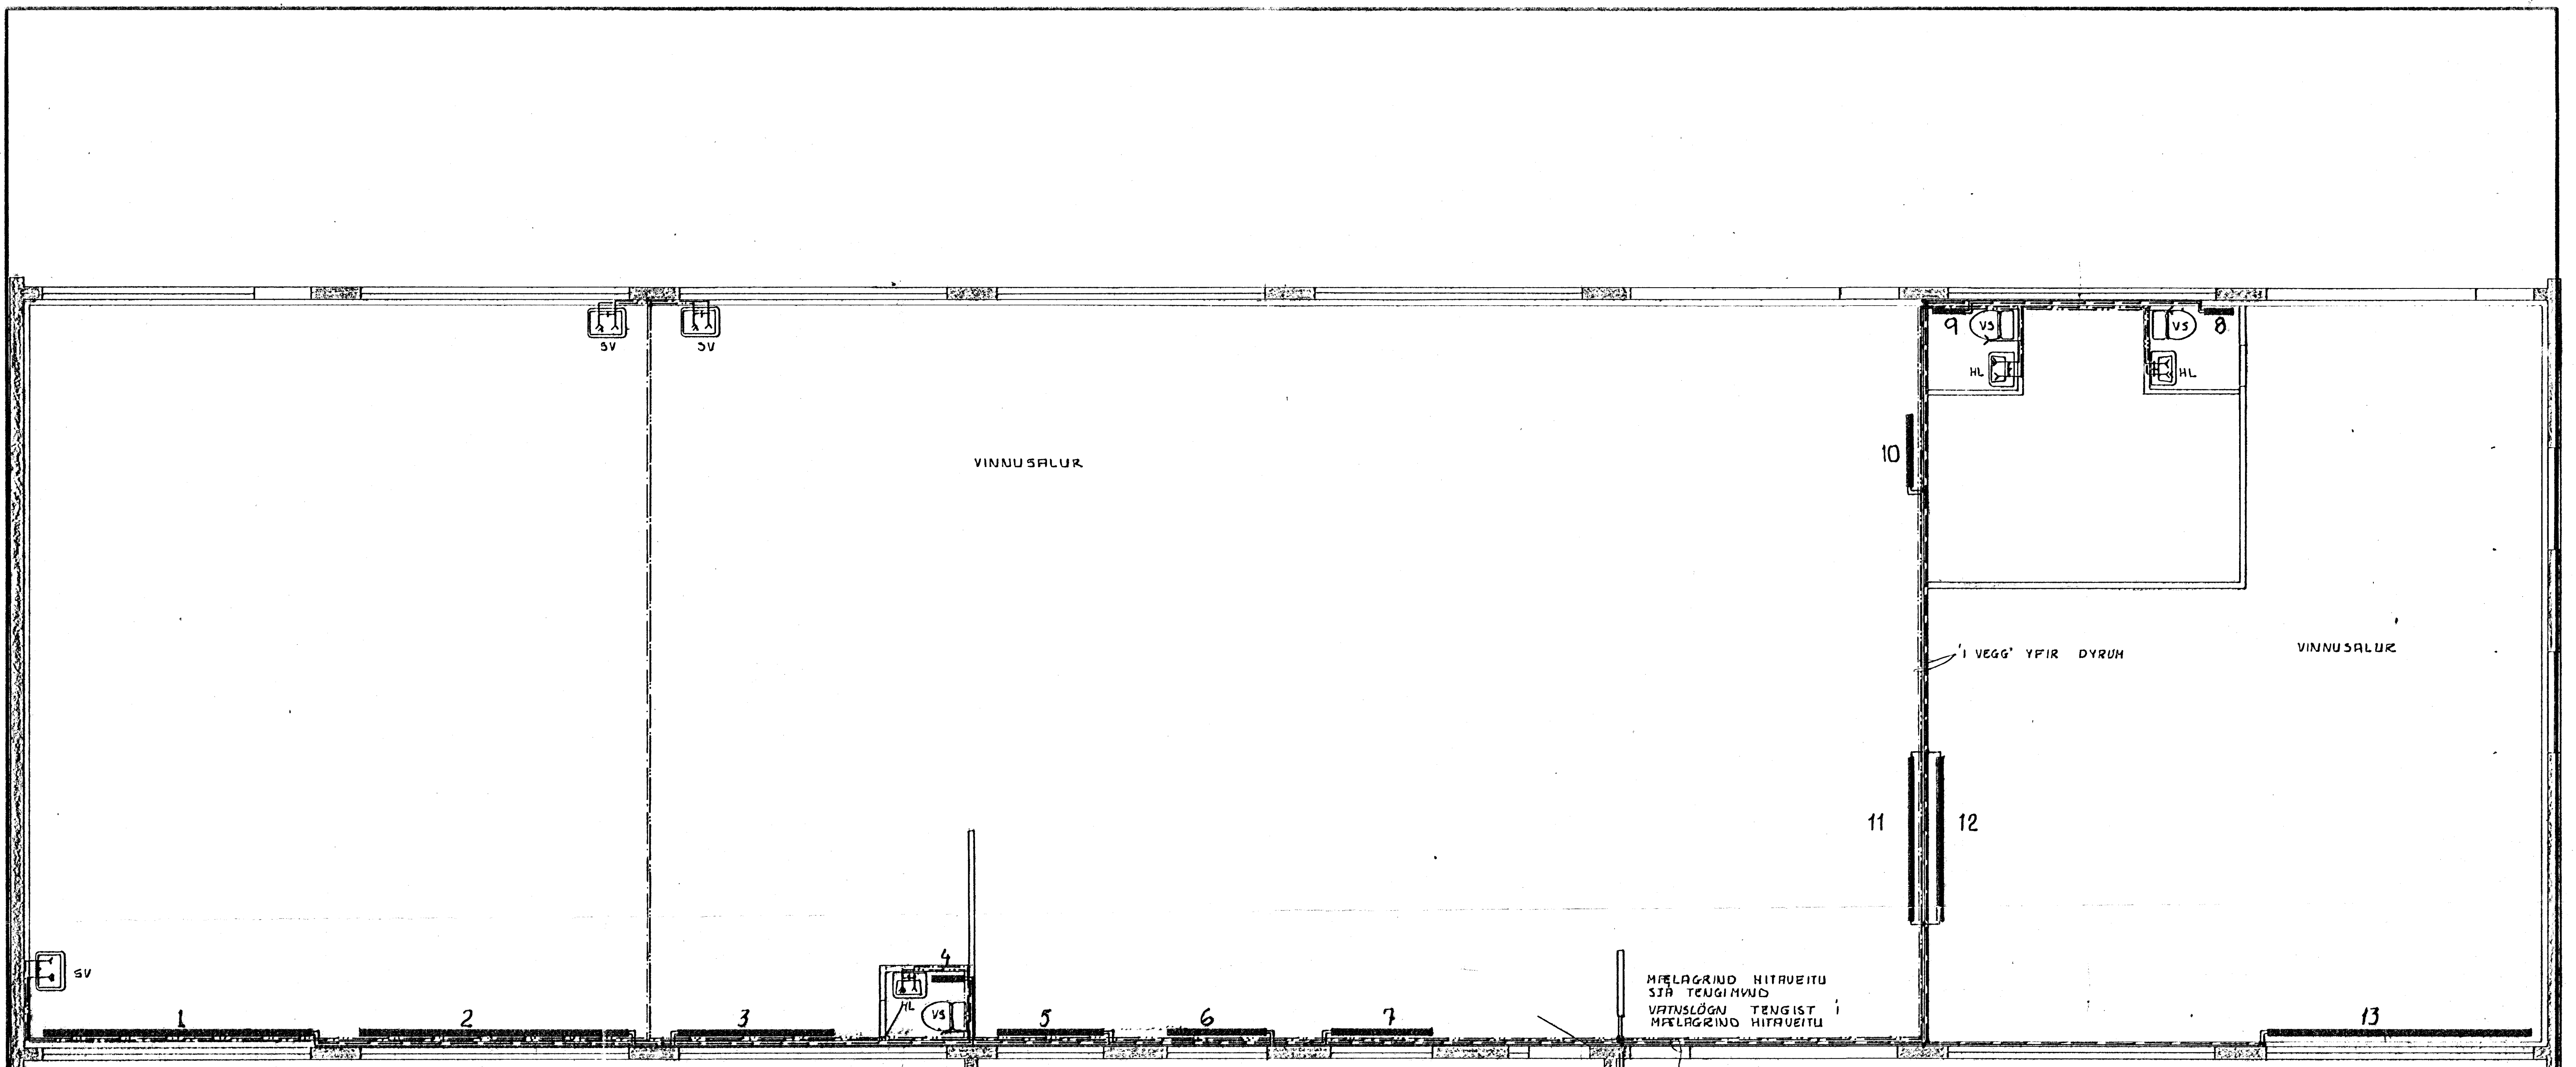 SV
SV
9
VS
VS
8
HL
HL
10
VINNUSALUR
'I VEGG' YFIR DYRUM
VINNUSALUR
11
12
SV
4
HL
VS
MÆLAGRIND HITAVEITU
SJÁ TENGIMYND
VATNSLÖGN TENGIST Í
MÆLAGRIND HITAVEITU
1
2
3
5
6
7
13